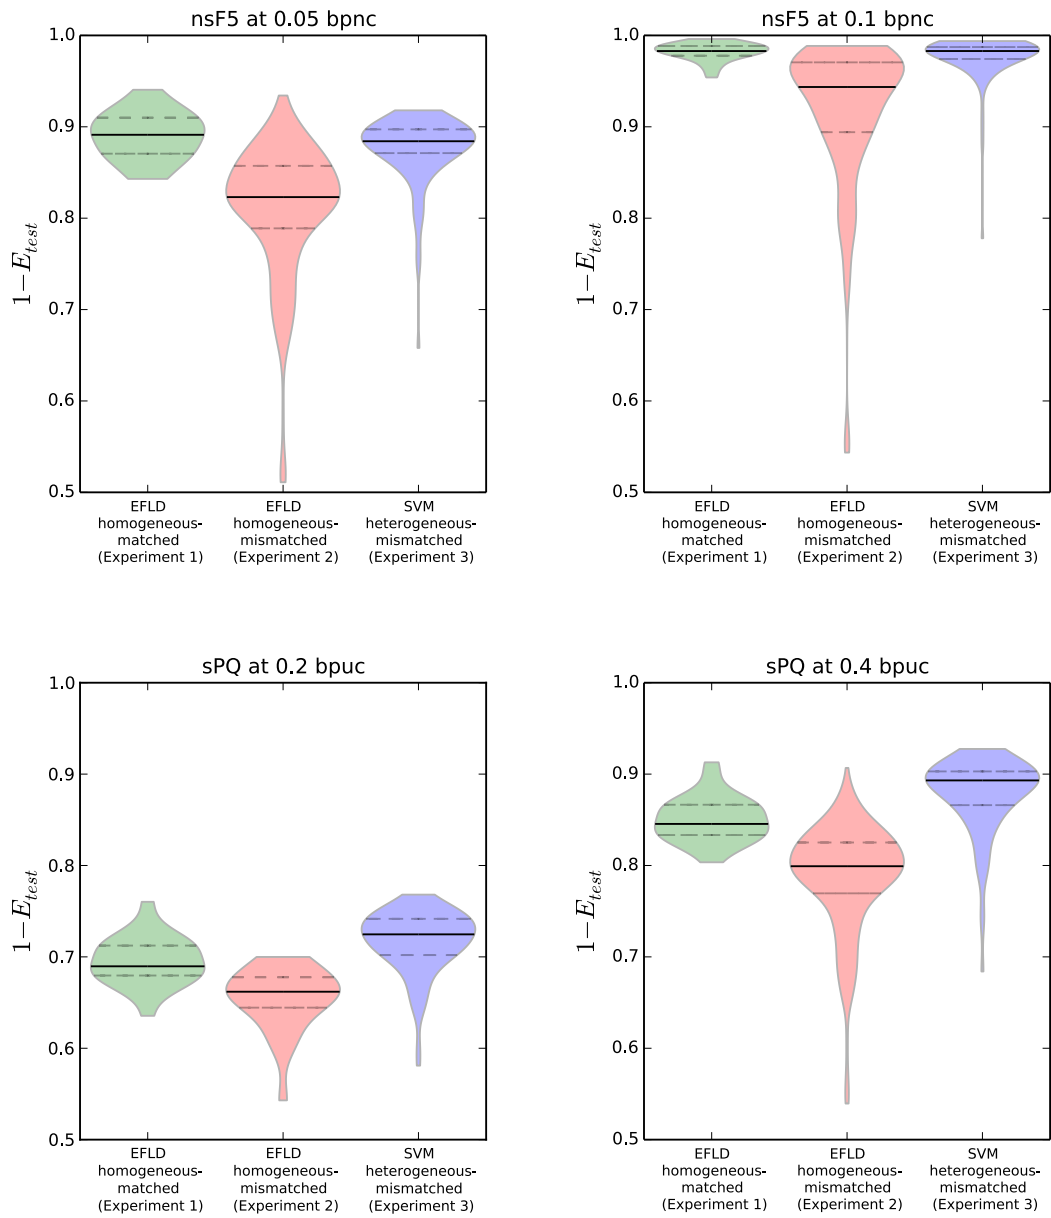 nsF5 at 0.05 bpnc
1.0
0.9
0.8
0.7
0.6
0.5
1−E_test
EFLD
homogeneous-
matched
(Experiment 1)
EFLD
homogeneous-
mismatched
(Experiment 2)
SVM
heterogeneous-
mismatched
(Experiment 3)
nsF5 at 0.1 bpnc
1.0
0.9
0.8
0.7
0.6
0.5
1−E_test
EFLD
homogeneous-
matched
(Experiment 1)
EFLD
homogeneous-
mismatched
(Experiment 2)
SVM
heterogeneous-
mismatched
(Experiment 3)
sPQ at 0.2 bpuc
1.0
0.9
0.8
0.7
0.6
0.5
1−E_test
EFLD
homogeneous-
matched
(Experiment 1)
EFLD
homogeneous-
mismatched
(Experiment 2)
SVM
heterogeneous-
mismatched
(Experiment 3)
sPQ at 0.4 bpuc
1.0
0.9
0.8
0.7
0.6
0.5
1−E_test
EFLD
homogeneous-
matched
(Experiment 1)
EFLD
homogeneous-
mismatched
(Experiment 2)
SVM
heterogeneous-
mismatched
(Experiment 3)